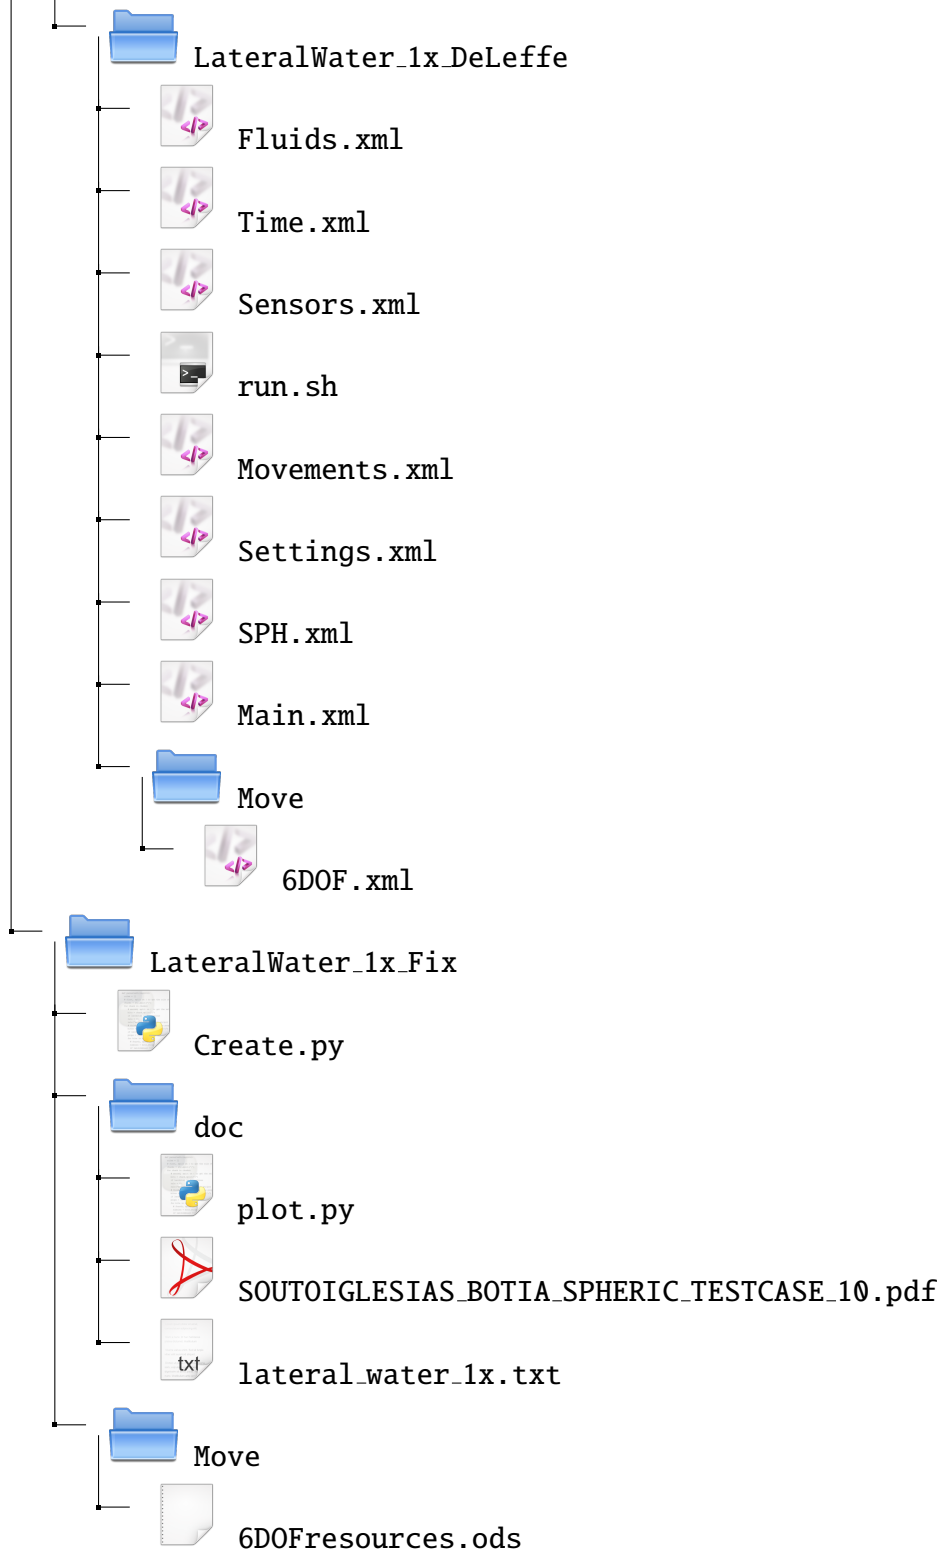 LateralWater_1x_DeLeffe
Fluids.xml
Time.xml
Sensors.xml
run.sh
Movements.xml
Settings.xml
SPH.xml
Main.xml
Move
6DOF.xml
LateralWater_1x_Fix
Create.py
doc
plot.py
SOUTOIGLESIAS_BOTIA_SPHERIC_TESTCASE_10.pdf
txt
lateral_water_1x.txt
Move
6DOFresources.ods